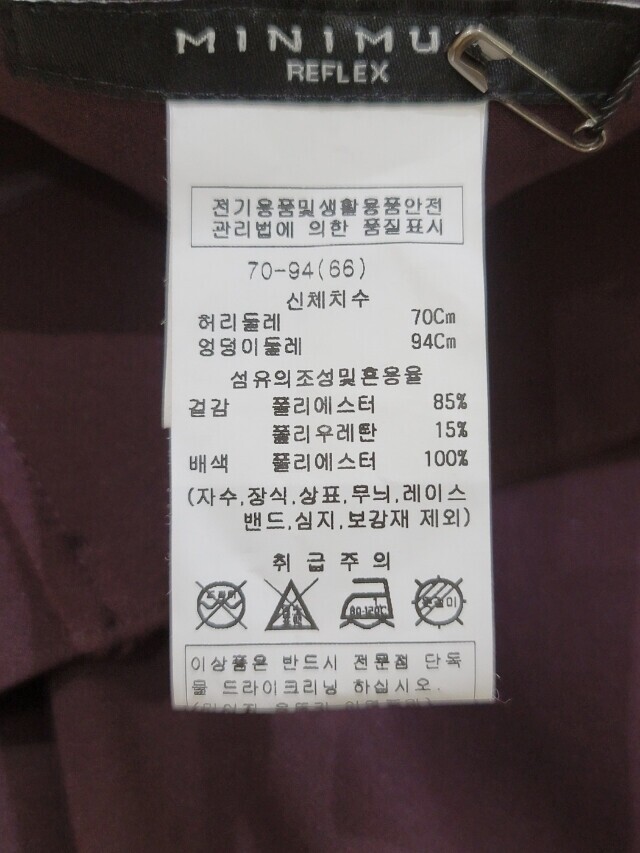 MINIMU
REFLEX
전기용품및생활용품안전
관리법에 의한 품질표시
70-94(66)
신체치수
허리둘레 70Cm
엉덩이둘레 94Cm
섬유의조성및혼용율
겉감 폴리에스터 85%
폴리우레탄 15%
배색 폴리에스터 100%
(자수,장식,상표,무늬,레이스
밴드,심지,보강재 제외)
취급주의
80-120℃
이상품은 반드시 전문점 단독
물 드라이크리닝 하십시오.